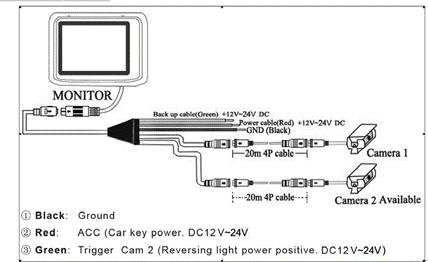 MONITOR
Back up cable(Green) +12V~24V DC
Power cable(Red) +12V~24V DC
GND (Black)
20m 4P cable
Camera 1
20m 4P cable
Camera 2 Available
① Black: Ground
② Red: ACC (Car key power. DC12V~24V
③ Green: Trigger Cam 2 (Reversing light power positive. DC12V~24V)